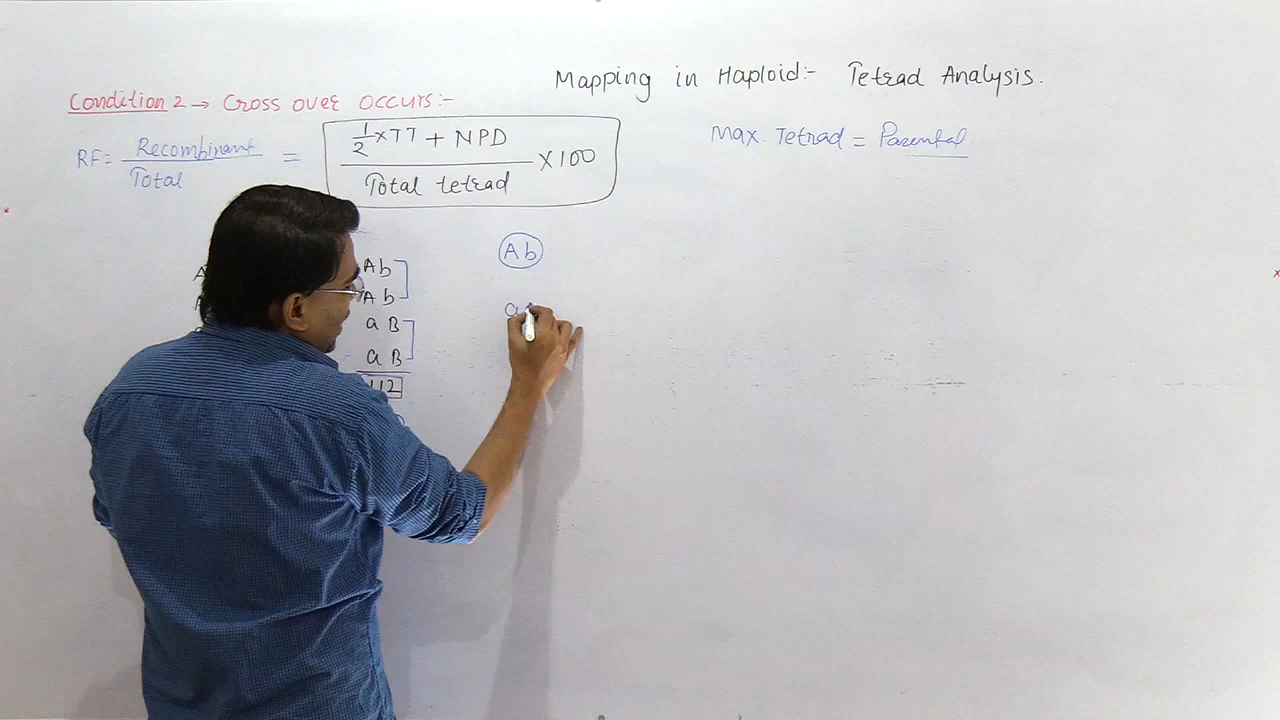 Mapping in Haploid:- Tetrad Analysis.
Condition 2 → Cross over occurs:-
RF = Recombinant / Total = (1/2 × TT + NPD) / Total tetrad × 100
Max. Tetrad = Parental
Ab
Ab
aB
aB
Ab
a